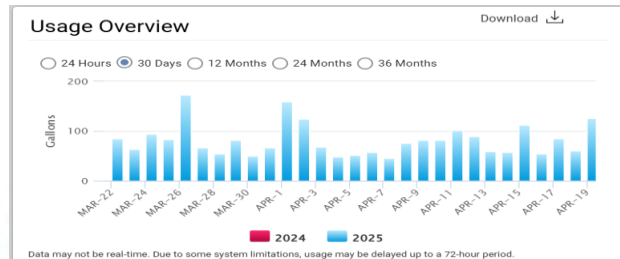 Usage Overview
Download
24 Hours 30 Days 12 Months 24 Months 36 Months
200
100
0
Gallons
MAR-22 MAR-24 MAR-26 MAR-28 MAR-30 APR-1 APR-3 APR-5 APR-7 APR-9 APR-11 APR-13 APR-15 APR-17 APR-19
2024 2025
Data may not be real-time. Due to some system limitations, usage may be delayed up to a 72-hour period.